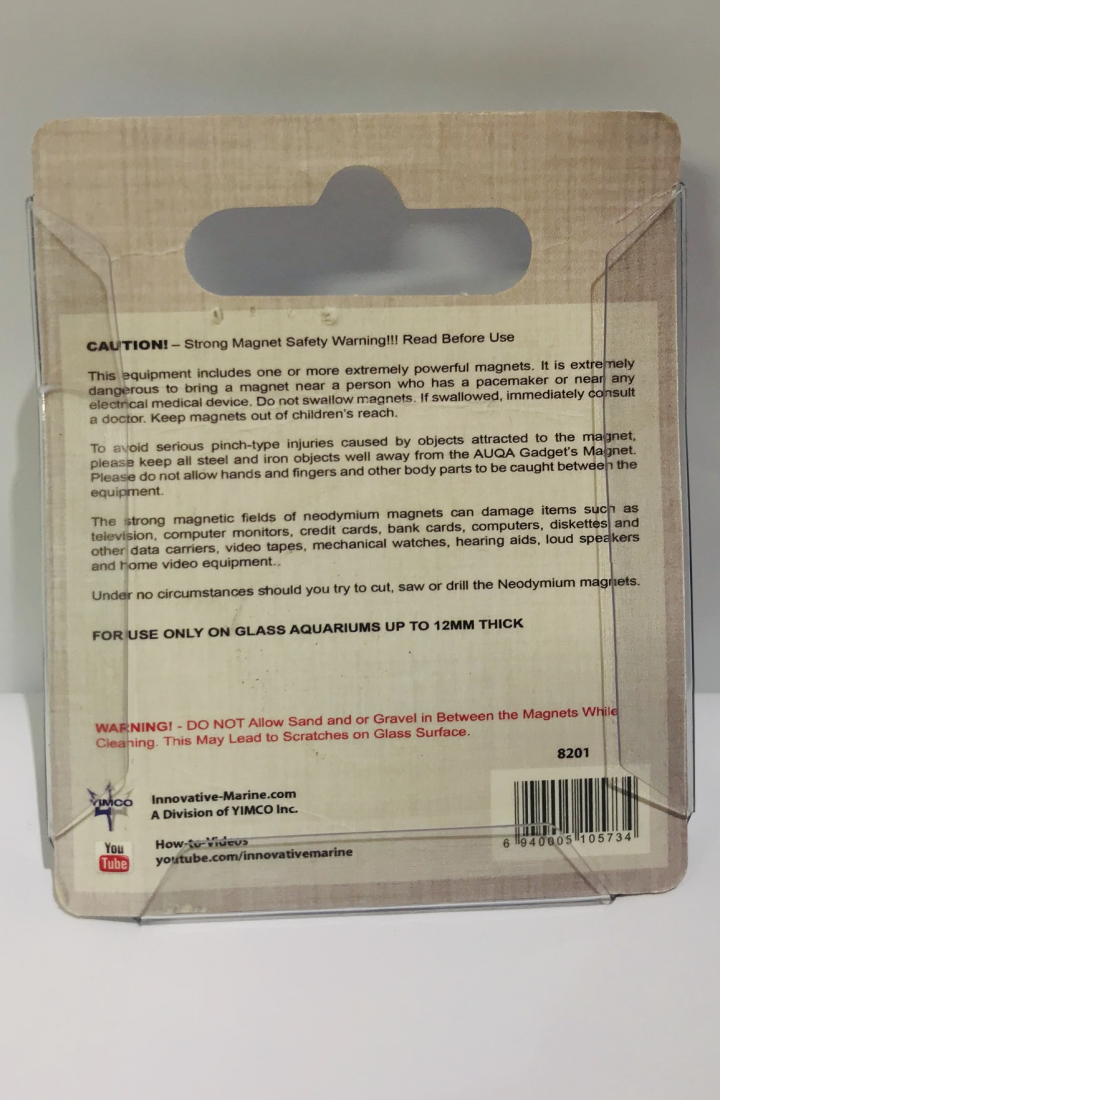 CAUTION! – Strong Magnet Safety Warning!!! Read Before Use
This equipment includes one or more extremely powerful magnets. It is extremely
dangerous to bring a magnet near a person who has a pacemaker or near any
electrical medical device. Do not swallow magnets. If swallowed, immediately consult
a doctor. Keep magnets out of children's reach.
To avoid serious pinch-type injuries caused by objects attracted to the magnet,
please keep all steel and iron objects well away from the AUQA Gadget's Magnet.
Please do not allow hands and fingers and other body parts to be caught between the
equipment.
The strong magnetic fields of neodymium magnets can damage items such as
television, computer monitors, credit cards, bank cards, computers, diskettes and
other data carriers, video tapes, mechanical watches, hearing aids, loud speakers
and home video equipment..
Under no circumstances should you try to cut, saw or drill the Neodymium magnets.
FOR USE ONLY ON GLASS AQUARIUMS UP TO 12MM THICK
WARNING! - DO NOT Allow Sand and or Gravel in Between the Magnets While
Cleaning. This May Lead to Scratches on Glass Surface.
8201
YIMCO
Innovative-Marine.com
A Division of YIMCO Inc.
6 940005 105734
You
Tube
How-to-Videos
youtube.com/innovativemarine